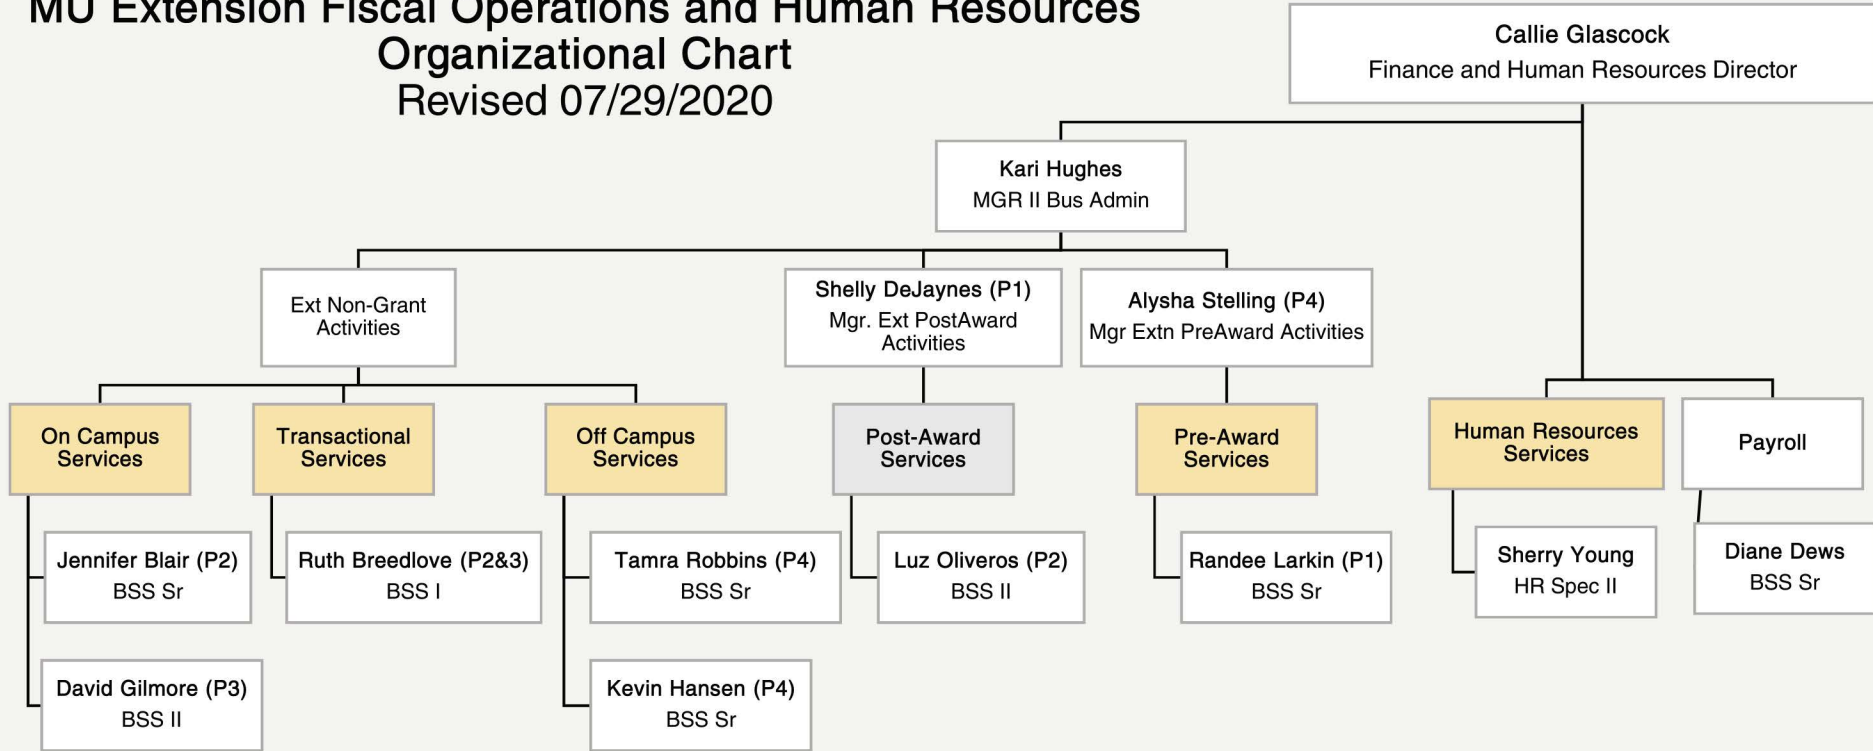 MU Extension Fiscal Operations and Human Resources
Organizational Chart
Revised 07/29/2020
Callie Glascock
Finance and Human Resources Director
Kari Hughes
MGR II Bus Admin
Ext Non-Grant
Activities
Shelly DeJaynes (P1)
Mgr. Ext PostAward
Activities
Alysha Stelling (P4)
Mgr Extn PreAward Activities
On Campus
Services
Transactional
Services
Off Campus
Services
Post-Award
Services
Pre-Award
Services
Human Resources
Services
Payroll
Jennifer Blair (P2)
BSS Sr
Ruth Breedlove (P2&3)
BSS I
Tamra Robbins (P4)
BSS Sr
Luz Oliveros (P2)
BSS II
Randee Larkin (P1)
BSS Sr
Sherry Young
HR Spec II
Diane Dews
BSS Sr
David Gilmore (P3)
BSS II
Kevin Hansen (P4)
BSS Sr